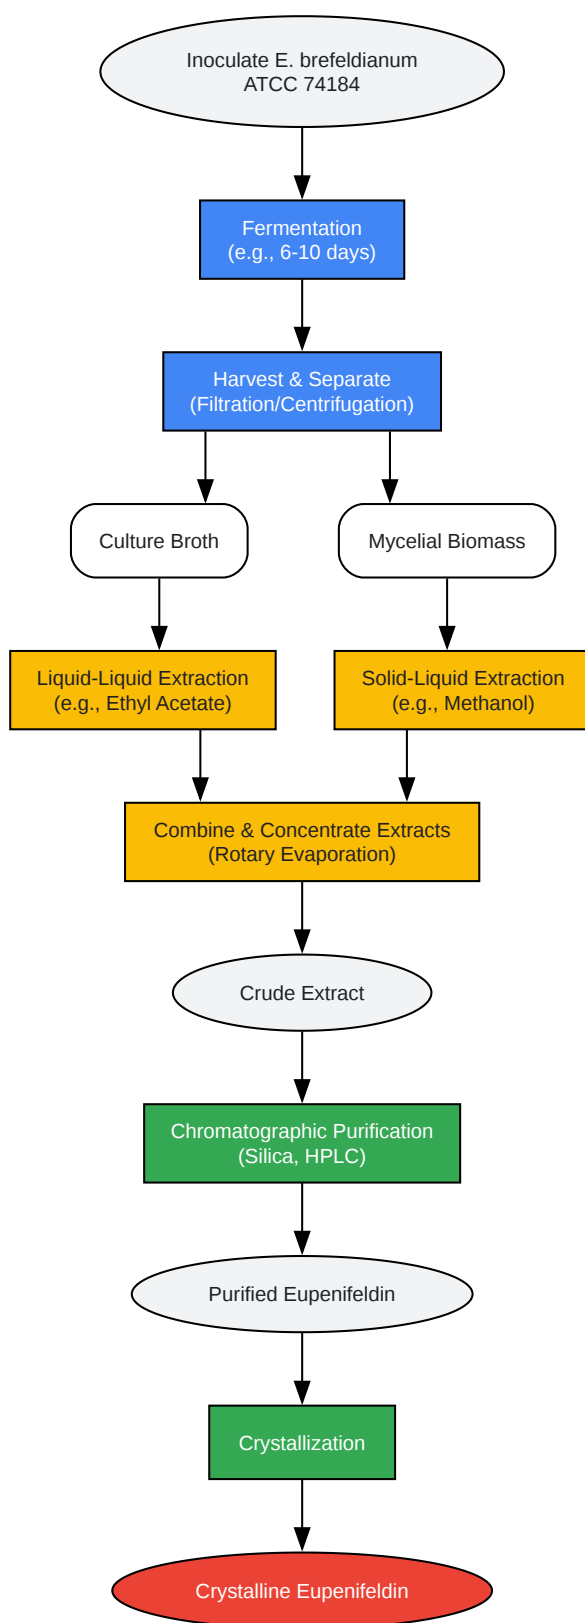 Inoculate E. brefeldianum
ATCC 74184
Fermentation
(e.g., 6-10 days)
Harvest & Separate
(Filtration/Centrifugation)
Culture Broth
Mycelial Biomass
Liquid-Liquid Extraction
(e.g., Ethyl Acetate)
Solid-Liquid Extraction
(e.g., Methanol)
Combine & Concentrate Extracts
(Rotary Evaporation)
Crude Extract
Chromatographic Purification
(Silica, HPLC)
Purified Eupenifeldin
Crystallization
Crystalline Eupenifeldin